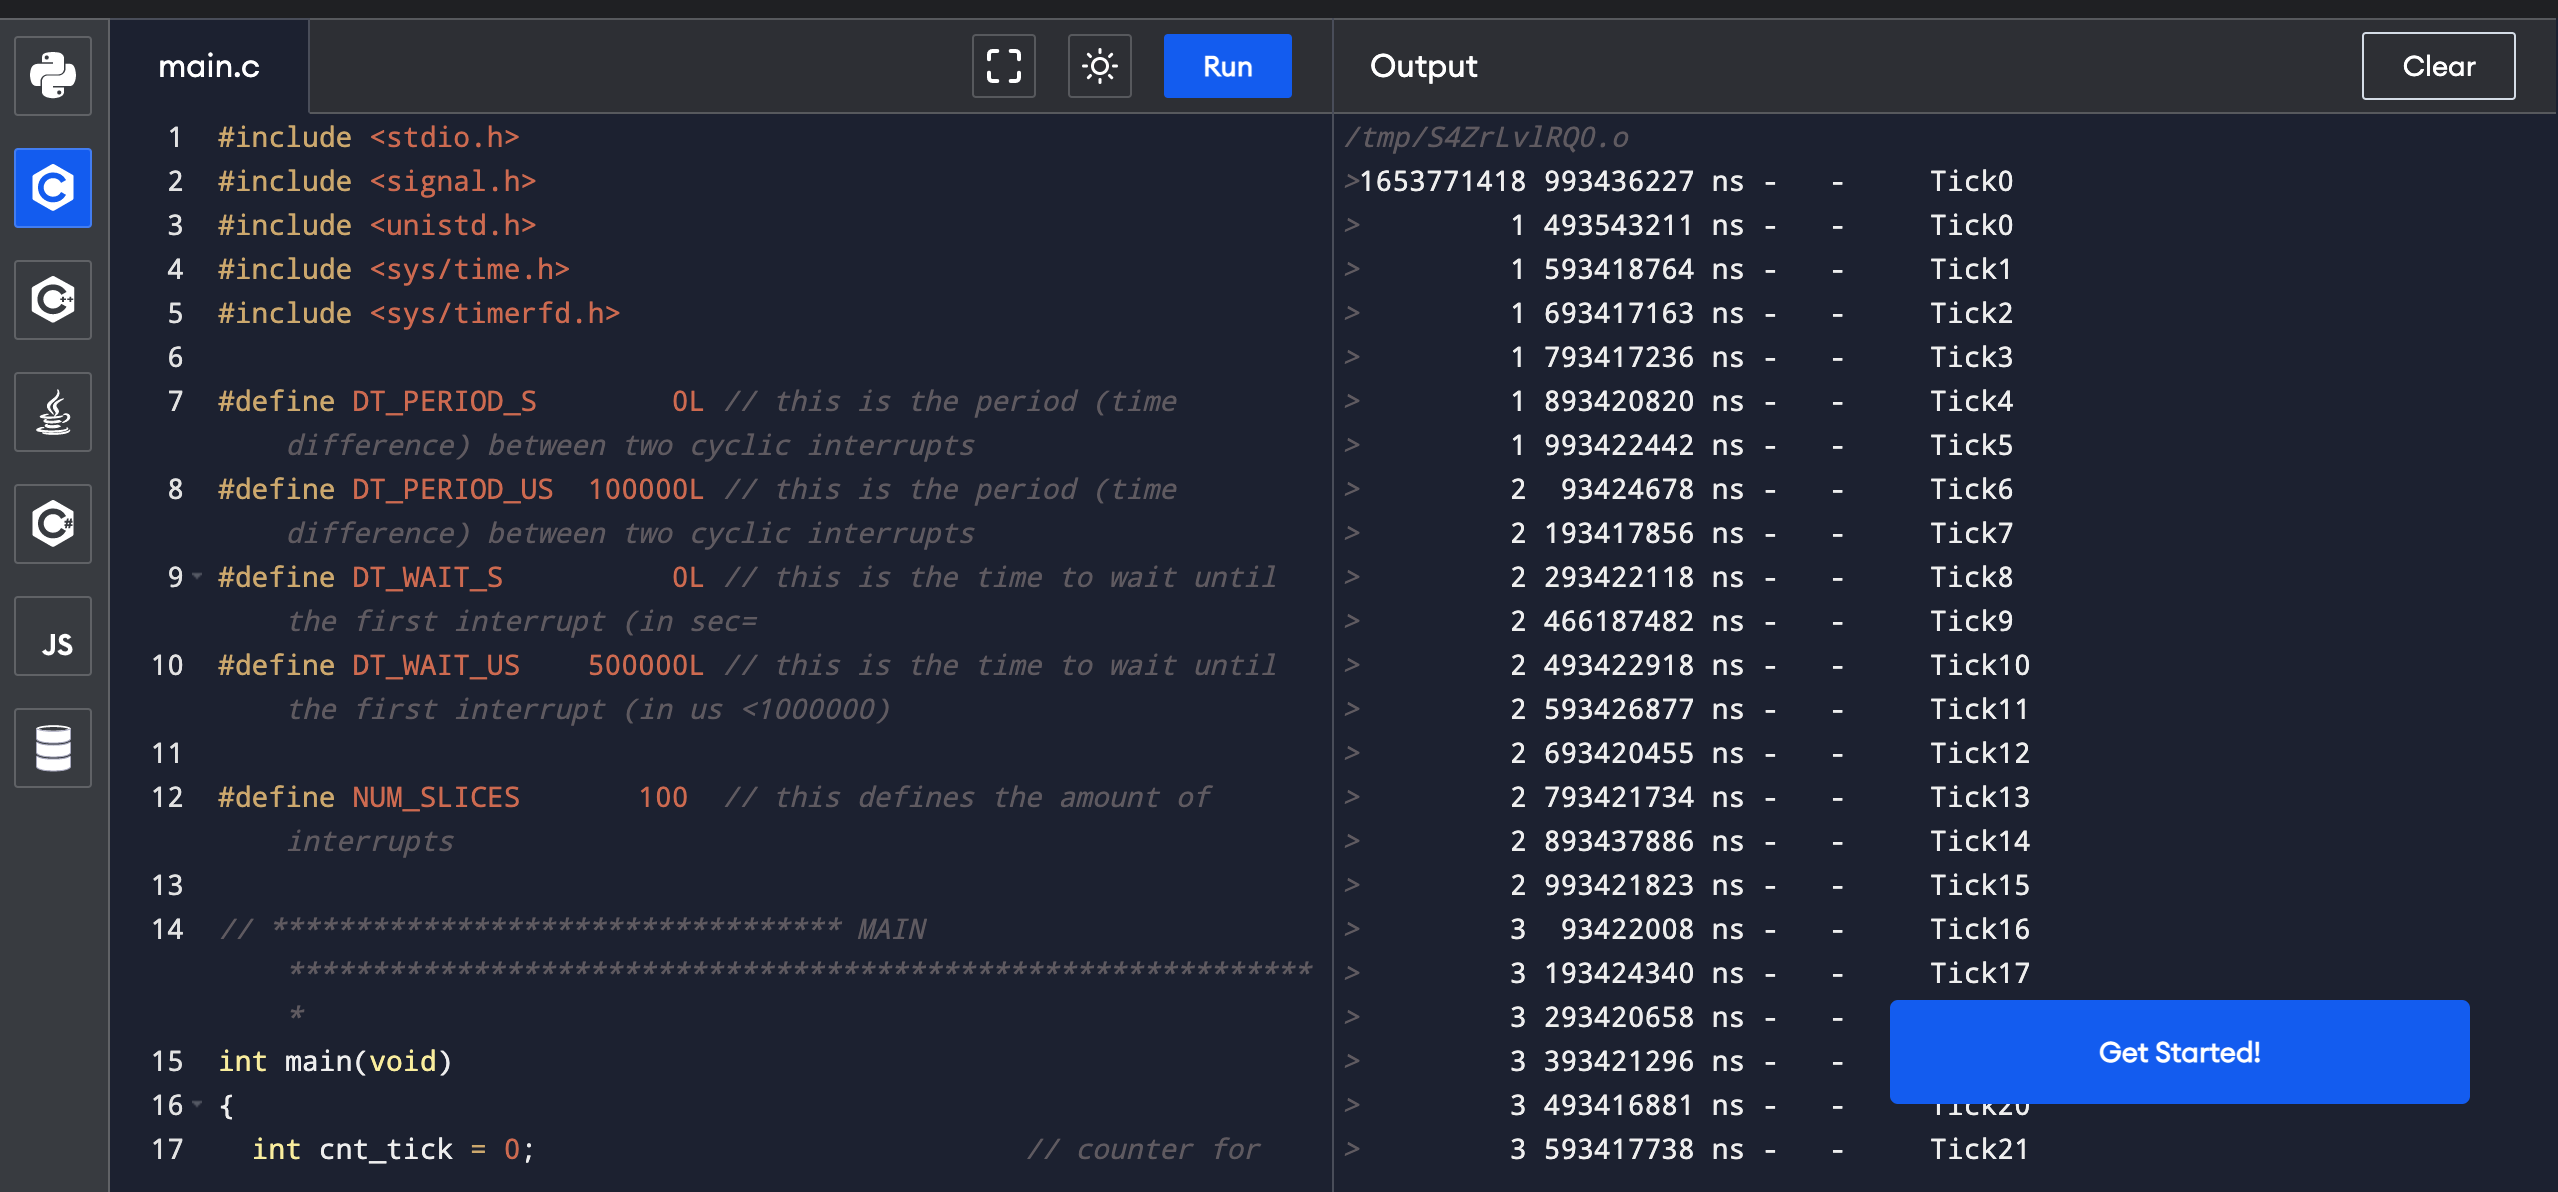 main.c
Run
Output
Clear
1 #include <stdio.h>
2 #include <signal.h>
3 #include <unistd.h>
4 #include <sys/time.h>
5 #include <sys/timerfd.h>
6
7 #define DT_PERIOD_S        0L // this is the period (time
difference) between two cyclic interrupts
8 #define DT_PERIOD_US  100000L // this is the period (time
difference) between two cyclic interrupts
9 #define DT_WAIT_S          0L // this is the time to wait until
the first interrupt (in sec=
10 #define DT_WAIT_US    500000L // this is the time to wait until
the first interrupt (in us <1000000)
11
12 #define NUM_SLICES       100  // this defines the amount of
interrupts
13
14 // ********************************** MAIN
*************************************************************
*
15 int main(void)
16 {
17   int cnt_tick = 0;                             // counter for
/tmp/S4ZrLvlRQO.o
>1653771418 993436227 ns -   -     Tick0
>         1 493543211 ns -   -     Tick0
>         1 593418764 ns -   -     Tick1
>         1 693417163 ns -   -     Tick2
>         1 793417236 ns -   -     Tick3
>         1 893420820 ns -   -     Tick4
>         1 993422442 ns -   -     Tick5
>         2  93424678 ns -   -     Tick6
>         2 193417856 ns -   -     Tick7
>         2 293422118 ns -   -     Tick8
>         2 466187482 ns -   -     Tick9
>         2 493422918 ns -   -     Tick10
>         2 593426877 ns -   -     Tick11
>         2 693420455 ns -   -     Tick12
>         2 793421734 ns -   -     Tick13
>         2 893437886 ns -   -     Tick14
>         2 993421823 ns -   -     Tick15
>         3  93422008 ns -   -     Tick16
>         3 193424340 ns -   -     Tick17
>         3 293420658 ns -   -
>         3 393421296 ns -   -
>         3 493416881 ns -   -     Tick20
>         3 593417738 ns -   -     Tick21
Get Started!
JS